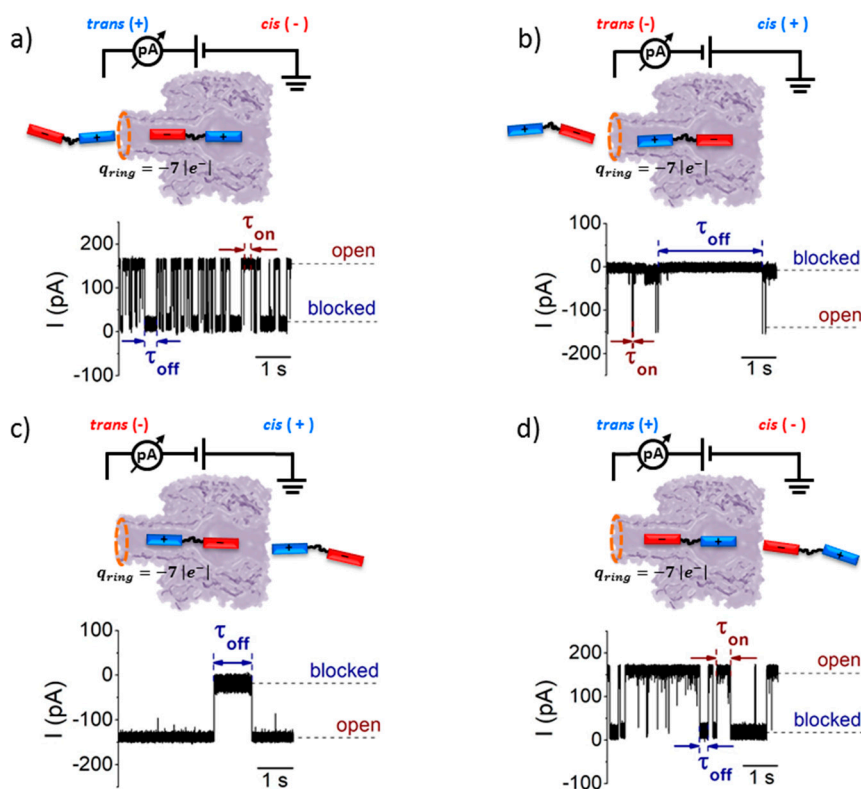 a)
trans (+)
cis ( - )
pA
− + − +
q_ring = −7 |e⁻|
I (pA)
200
100
0
-100
τ_on
τ_off
open
blocked
1 s
b)
trans (-)
cis ( + )
pA
+ − + −
q_ring = −7 |e⁻|
I (pA)
100
0
-100
-200
τ_off
τ_on
blocked
open
1 s
c)
trans (-)
cis ( + )
pA
+ − + −
q_ring = −7 |e⁻|
I (pA)
100
0
-100
-200
τ_off
blocked
open
1 s
d)
trans (+)
cis ( - )
pA
− + − +
q_ring = −7 |e⁻|
I (pA)
200
100
0
-100
τ_on
τ_off
open
blocked
1 s